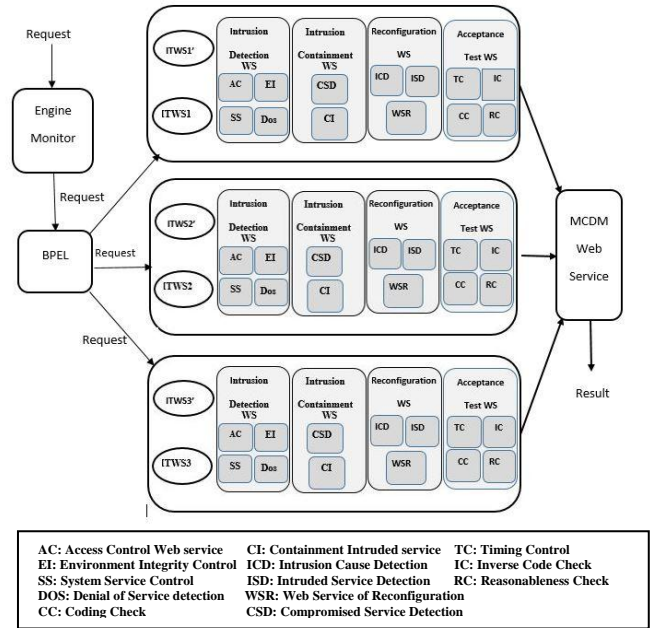 Request
Engine
Monitor
Request
BPEL
Request
Request
Request
ITWS1'
ITWS1
Intrusion
Detection
WS
AC
EI
SS
Dos
Intrusion
Containment
WS
CSD
CI
Reconfiguration
WS
ICD
ISD
WSR
Acceptance
Test WS
TC
IC
CC
RC
ITWS2'
ITWS2
Intrusion
Detection
WS
AC
EI
SS
Dos
Intrusion
Containment
WS
CSD
CI
Reconfiguration
WS
ICD
ISD
WSR
Acceptance
Test WS
TC
IC
CC
RC
ITWS3'
ITWS3
Intrusion
Detection
WS
AC
EI
SS
Dos
Intrusion
Containment
WS
CSD
CI
Reconfiguration
WS
ICD
ISD
WSR
Acceptance
Test WS
TC
IC
CC
RC
MCDM
Web
Service
Result
AC: Access Control Web service CI: Containment Intruded service TC: Timing Control
EI: Environment Integrity Control ICD: Intrusion Cause Detection IC: Inverse Code Check
SS: System Service Control ISD: Intruded Service Detection RC: Reasonableness Check
DOS: Denial of Service detection WSR: Web Service of Reconfiguration
CC: Coding Check CSD: Compromised Service Detection